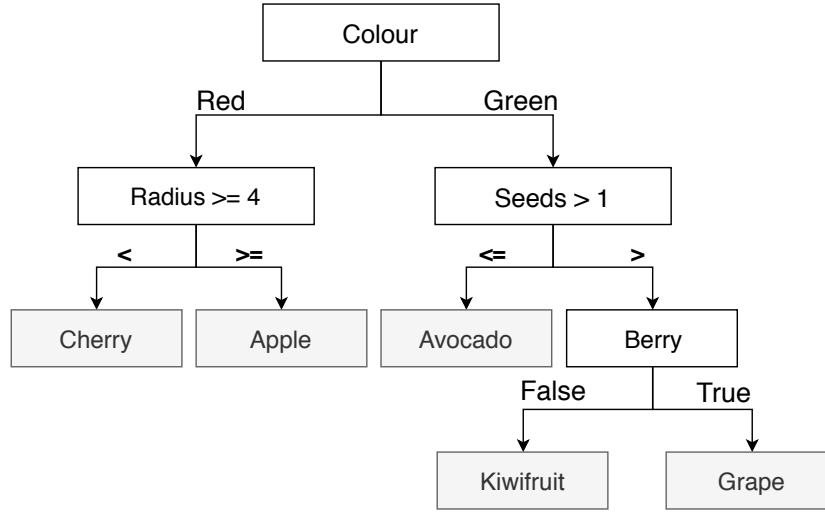 Colour
Red
Green
Radius >= 4
Seeds > 1
<
>=
<=
>
Cherry
Apple
Avocado
Berry
False
True
Kiwifruit
Grape